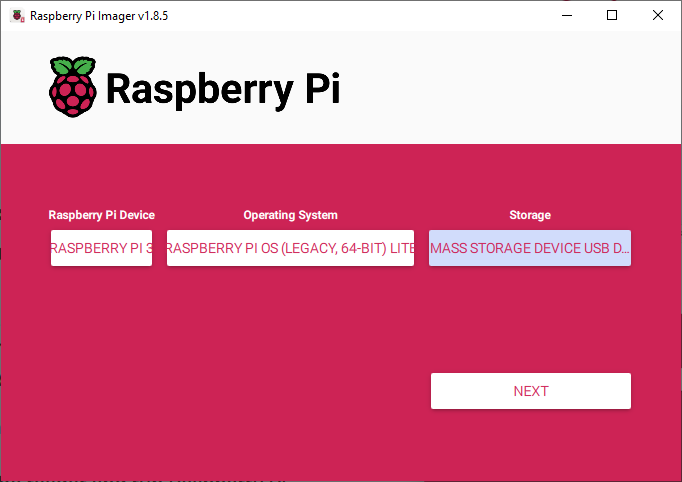 Raspberry Pi Imager v1.8.5
Raspberry Pi
Raspberry Pi Device
Operating System
Storage
RASPBERRY PI 3
RASPBERRY PI OS (LEGACY, 64-BIT) LITE
MASS STORAGE DEVICE USB D...
NEXT